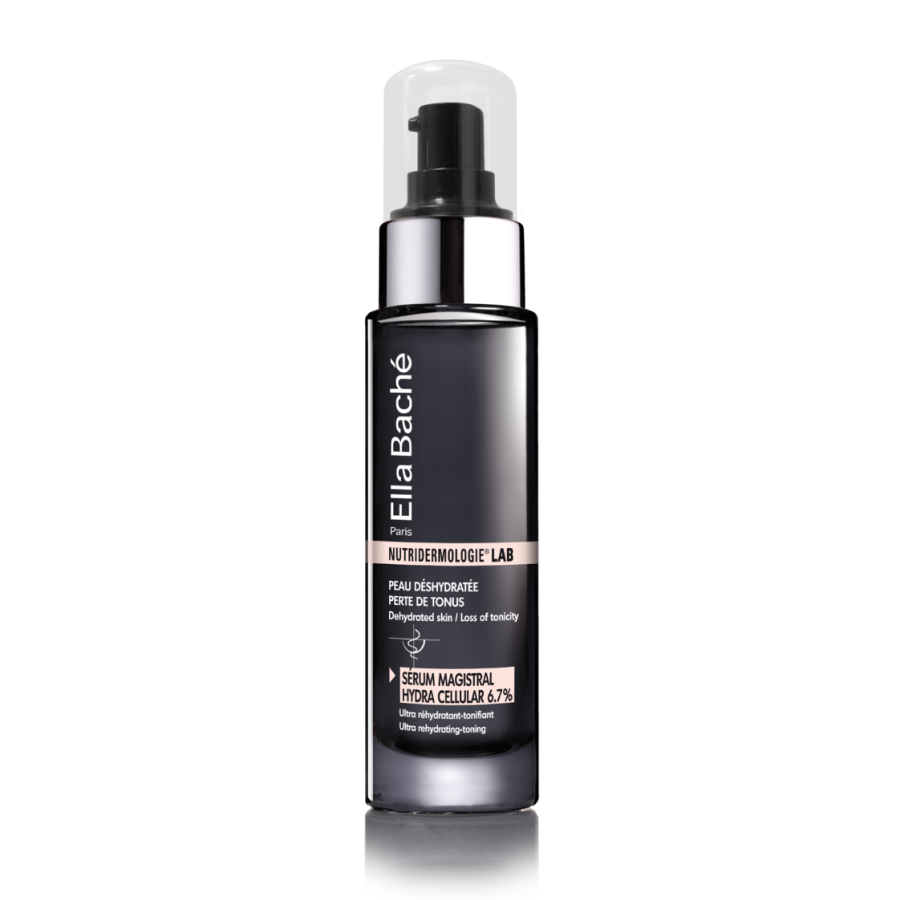 Ella Baché
Paris
NUTRIDERMOLOGIE® LAB
PEAU DÉSHYDRATÉE
PERTE DE TONUS
Dehydrated skin / Loss of tonicity
SÉRUM MAGISTRAL
HYDRA CELLULAR 6.7%
Ultra réhydratant-tonifiant
Ultra rehydrating-toning